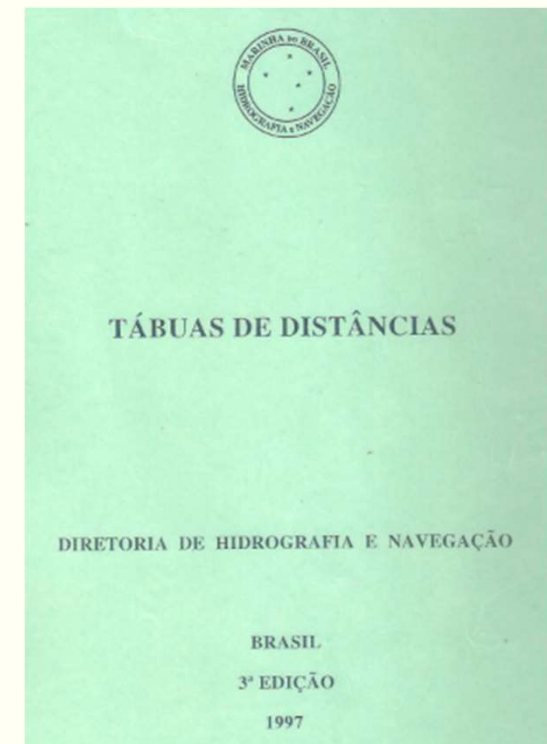 MARINHA DO BRASIL
HIDROGRAFIA E NAVEGAÇÃO
TÁBUAS DE DISTÂNCIAS
DIRETORIA DE HIDROGRAFIA E NAVEGAÇÃO
BRASIL
3ª EDIÇÃO
1997